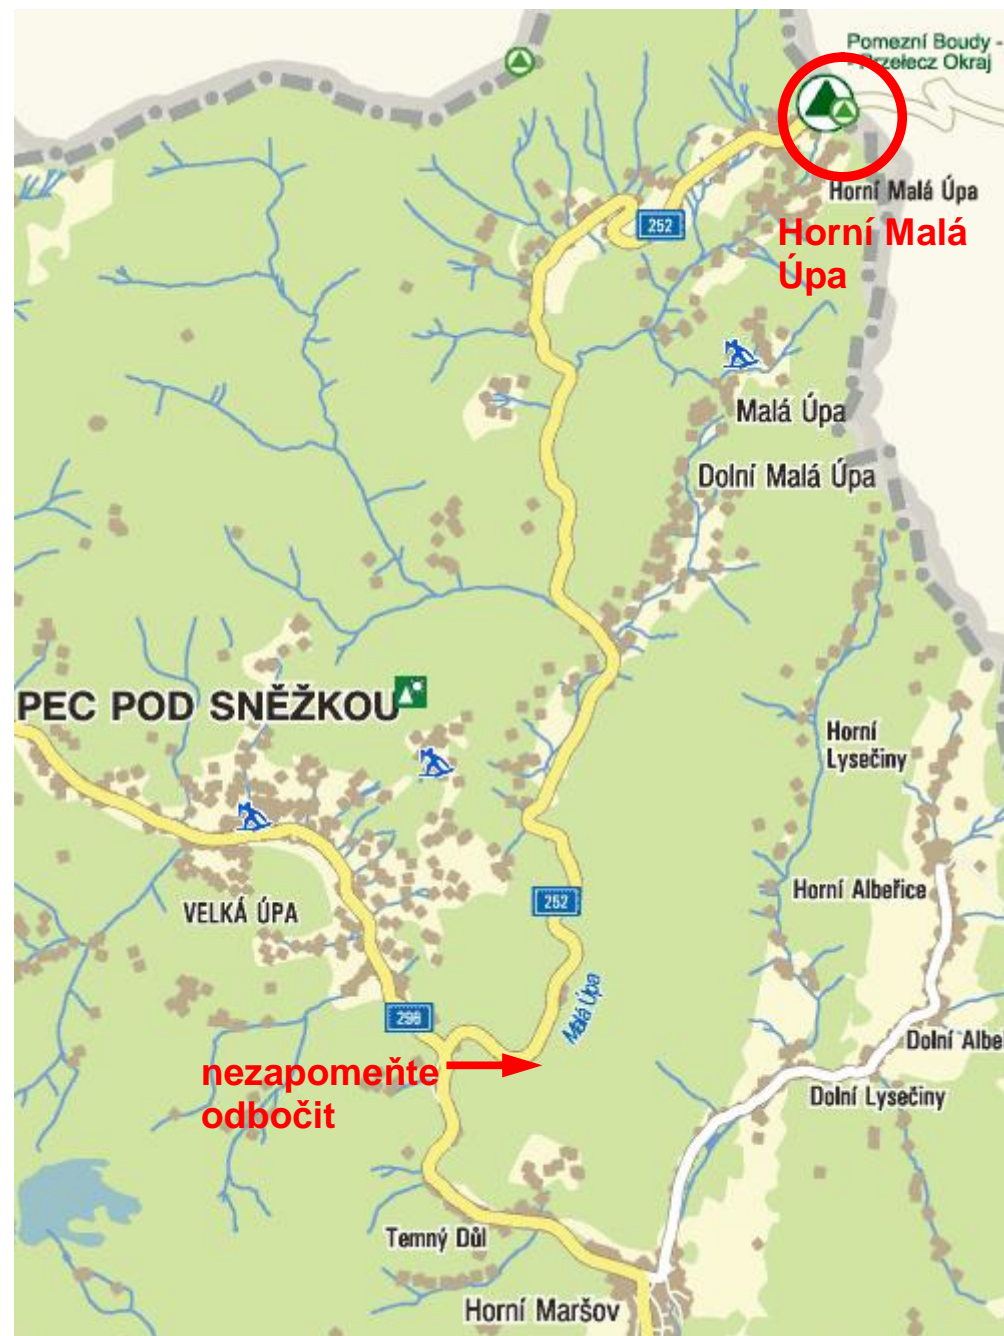 Pomezní Boudy -
- Przełecz Okraj
Horní Malá Úpa
252
Horní Malá
Úpa
Malá Úpa
Dolní Malá Úpa
PEC POD SNĚŽKOU
Horní
Lysečiny
Horní Albeřice
252
VELKÁ ÚPA
Malá Úpa
296
Dolní Albe
nezapomeňte
odbočit
Dolní Lysečiny
Temný Důl
Horní Maršov